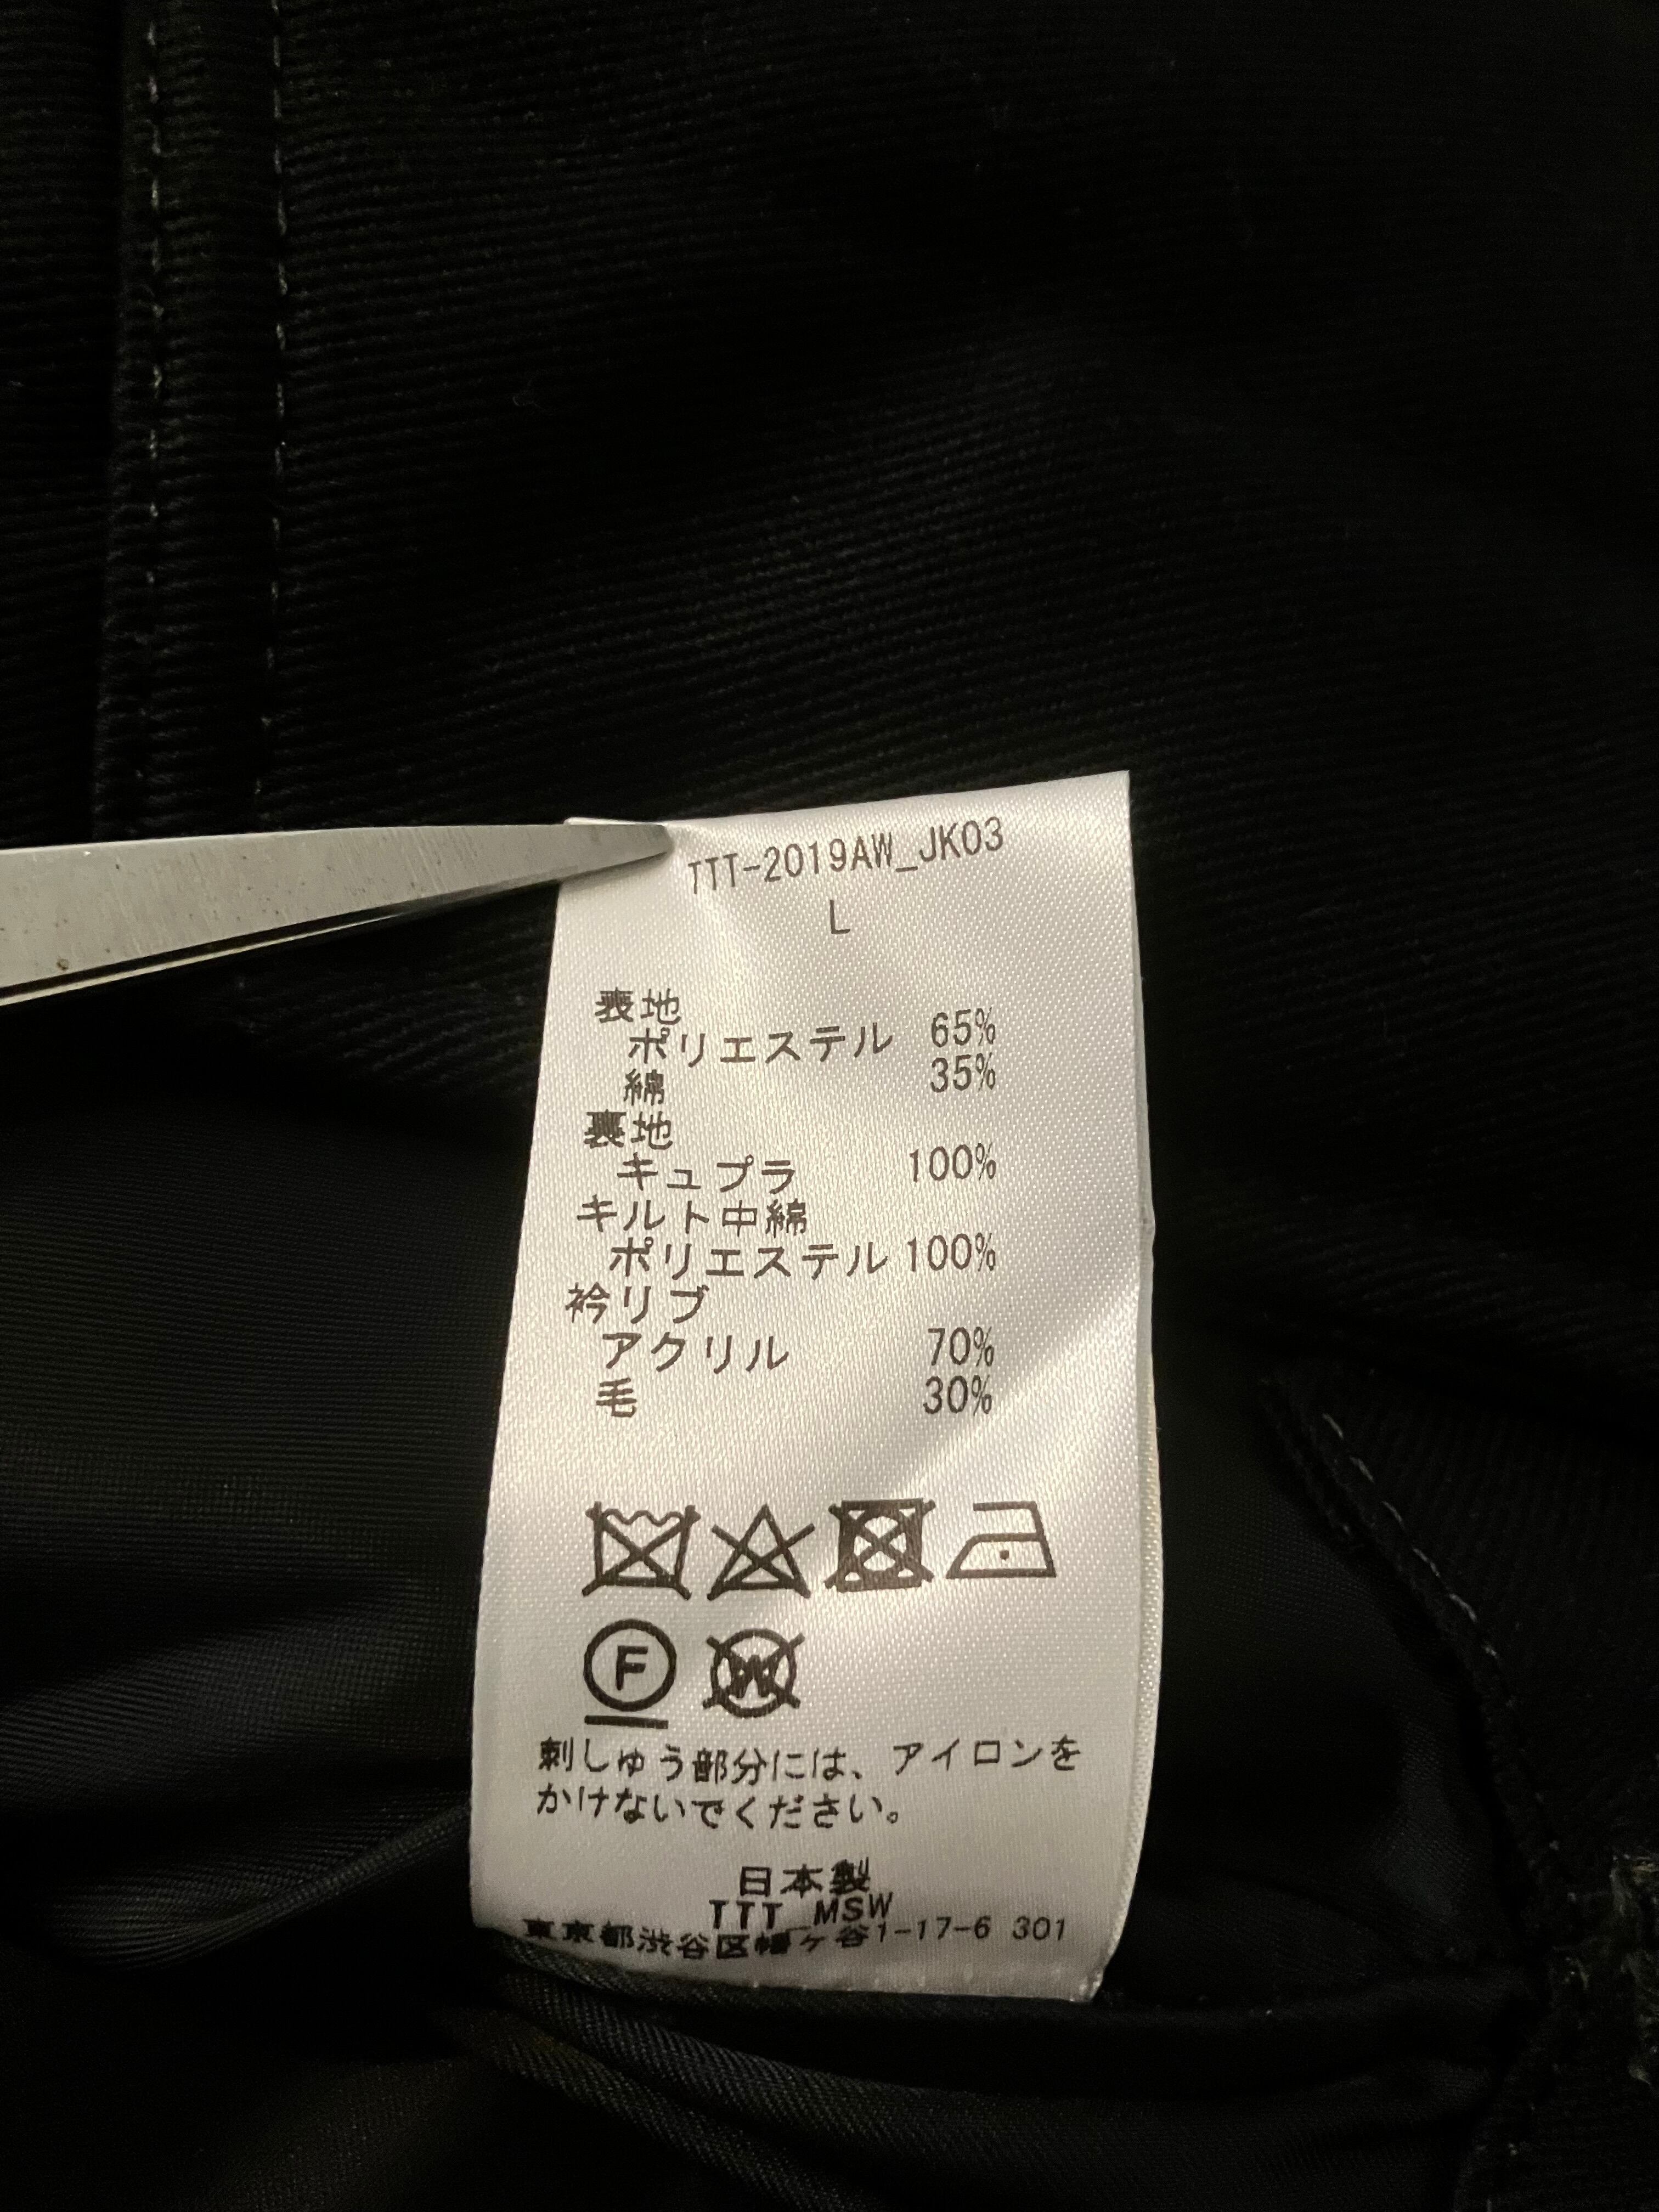 TTT-2019AW_JK03
L
表地
ポリエステル 65%
綿 35%
裏地
キュプラ 100%
キルト中綿
ポリエステル 100%
衿リブ
アクリル 70%
毛 30%
F W
刺しゅう部分には、アイロンを
かけないでください。
日本製
TTT_MSW
東京都渋谷区幡ヶ谷1-17-6 301